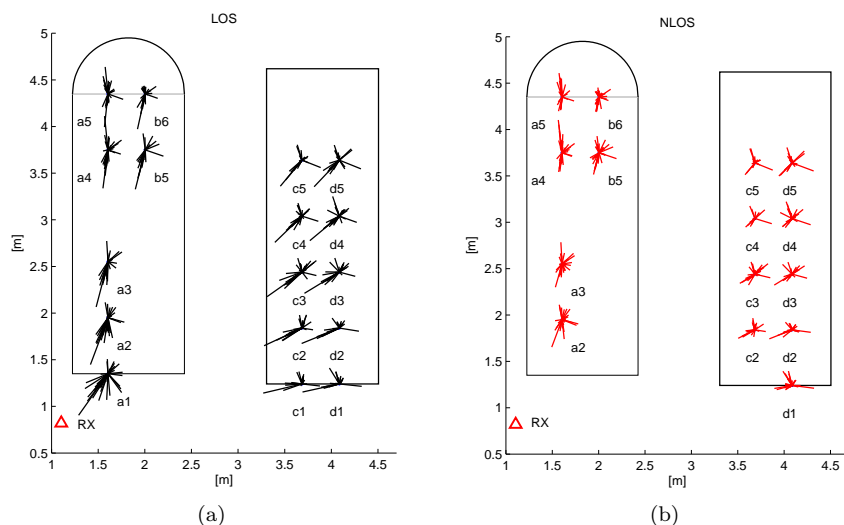 LOS
5
4.5
4
3.5
3
2.5
2
1.5
1
0.5
[m]
a5
b6
a4
b5
a3
a2
a1
c5
d5
c4
d4
c3
d3
c2
d2
c1
d1
RX
1
1.5
2
2.5
3
3.5
4
4.5
[m]
(a)
NLOS
5
4.5
4
3.5
3
2.5
2
1.5
1
0.5
[m]
a5
b6
a4
b5
a3
a2
c5
d5
c4
d4
c3
d3
c2
d2
d1
RX
1
1.5
2
2.5
3
3.5
4
4.5
[m]
(b)